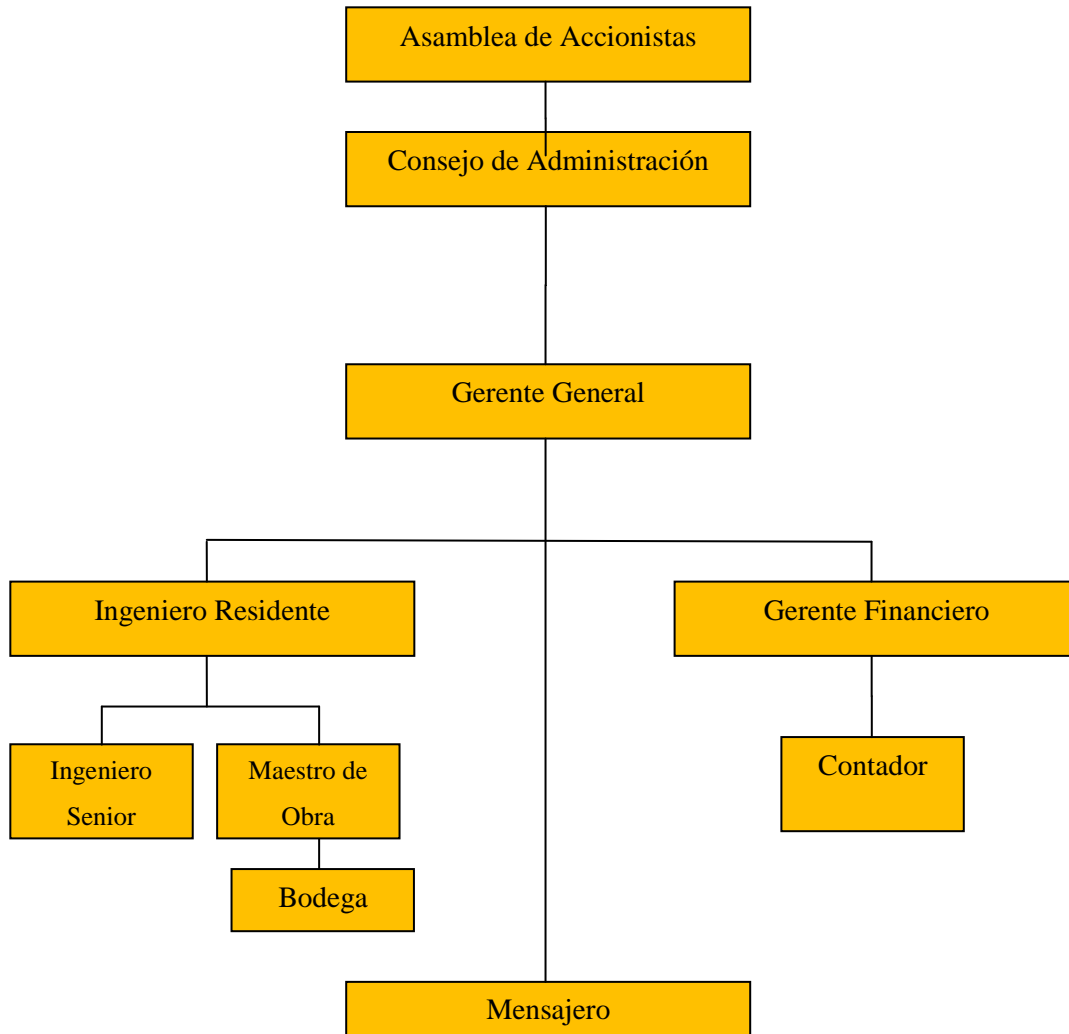 Asamblea de Accionistas
Consejo de Administración
Gerente General
Ingeniero Residente
Gerente Financiero
Ingeniero
Senior
Maestro de
Obra
Contador
Bodega
Mensajero